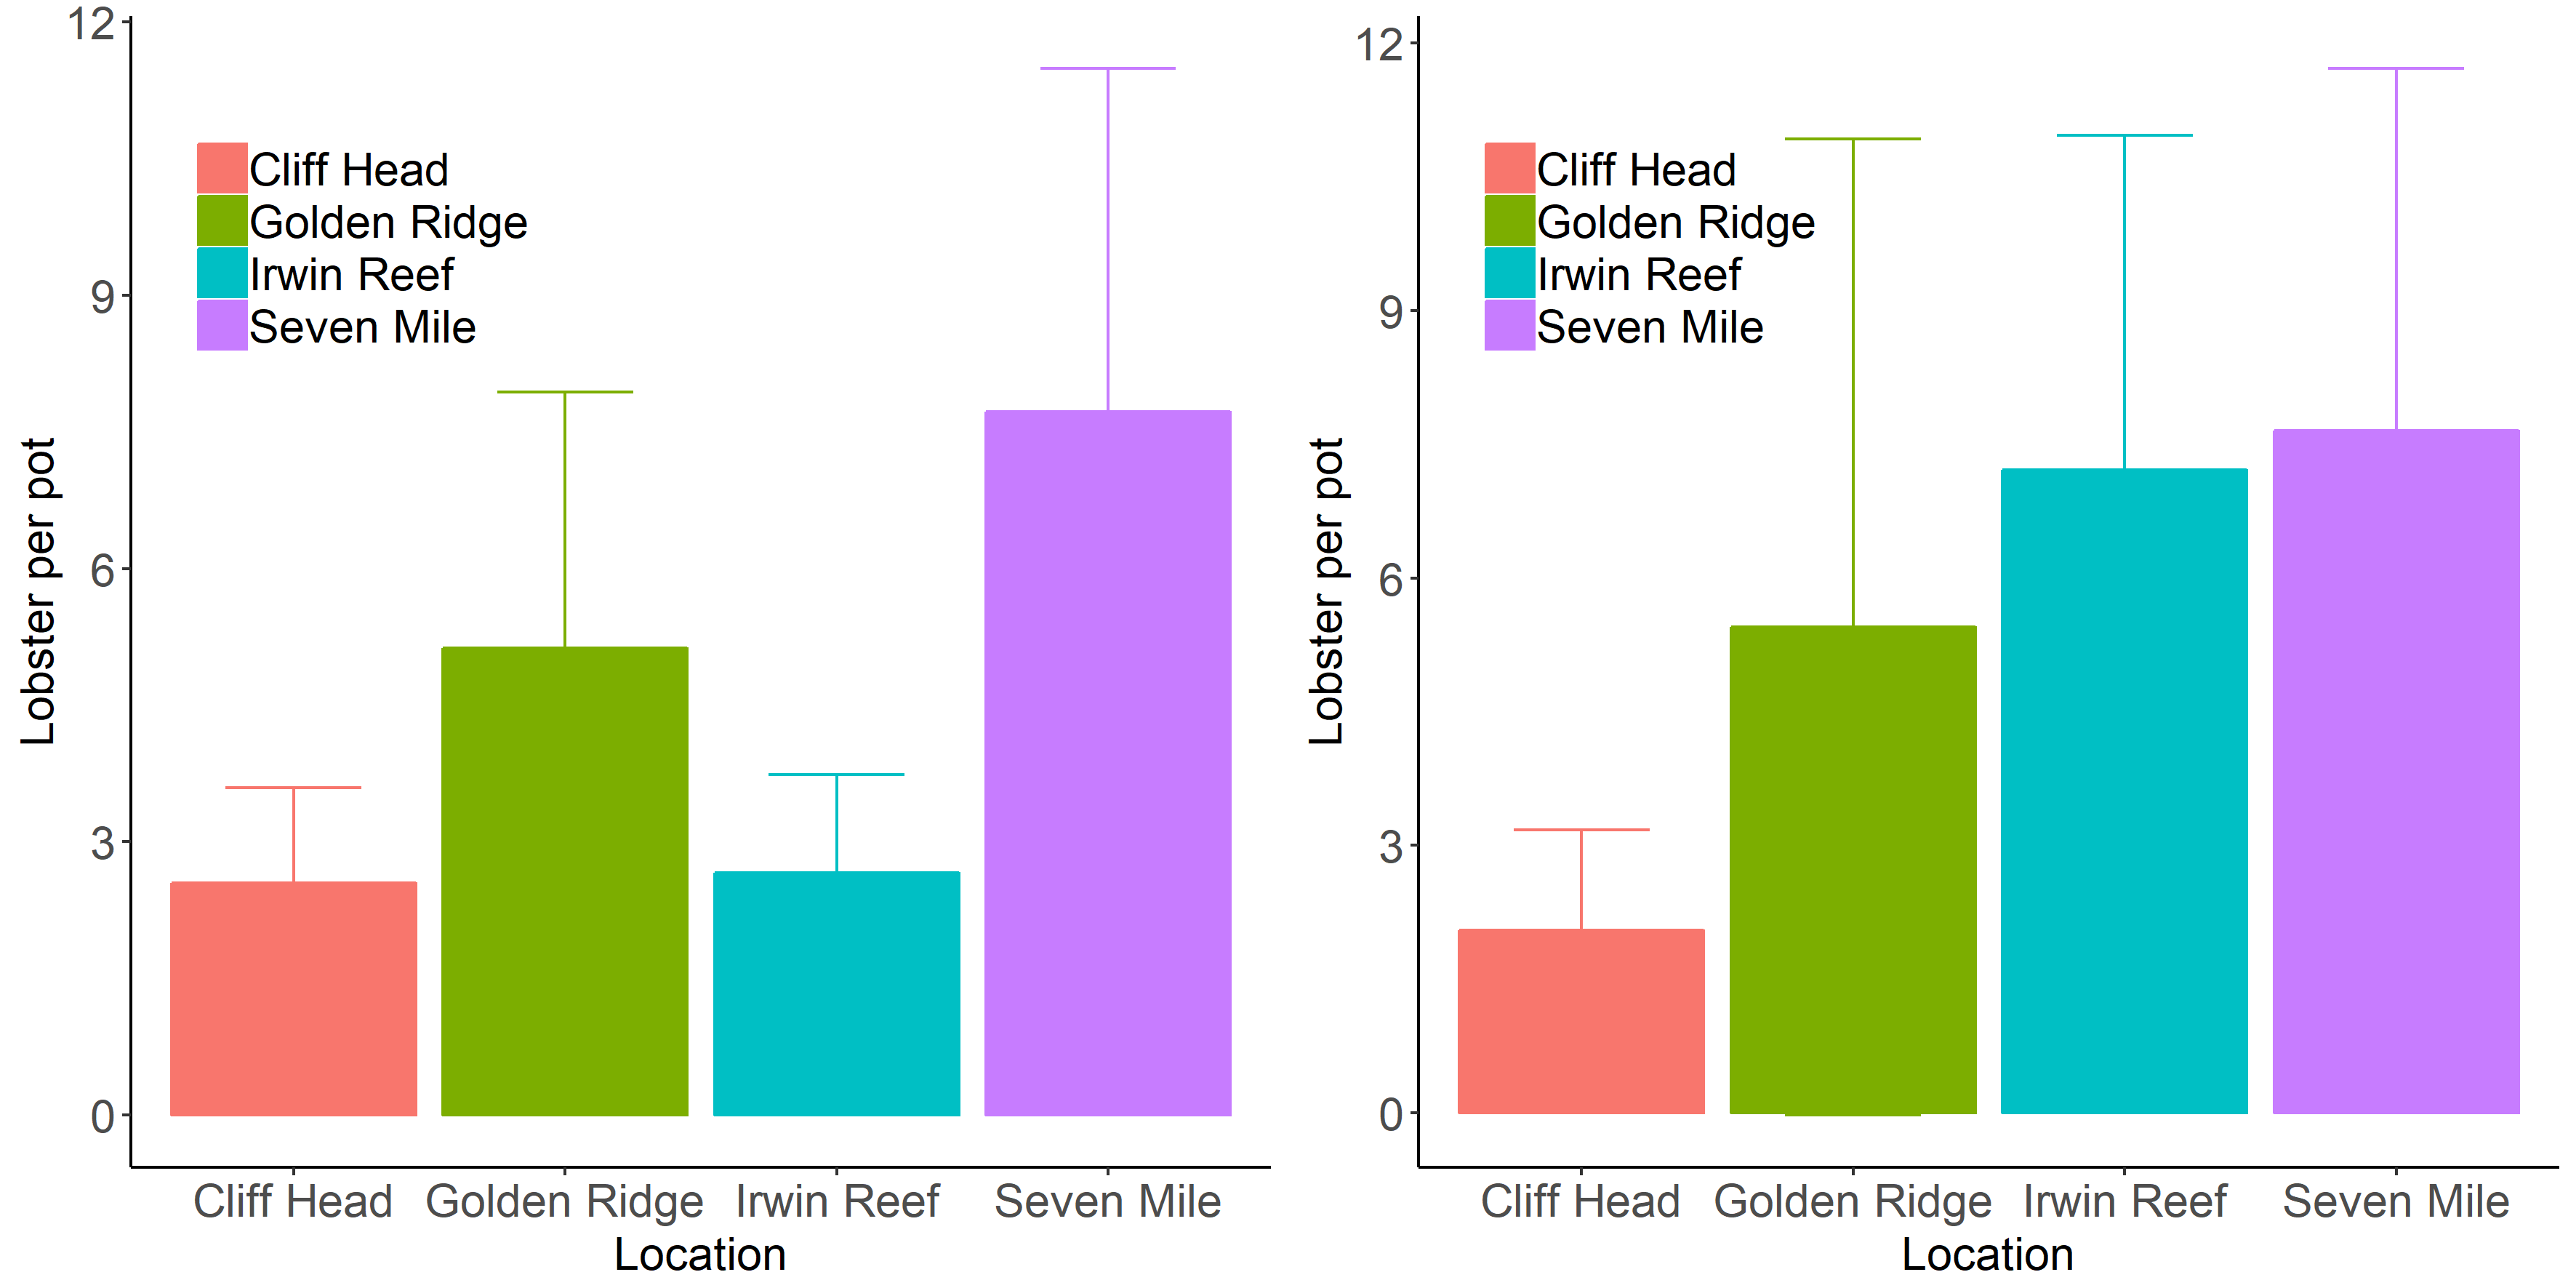 12
9
6
3
0
Lobster per pot
Cliff Head
Golden Ridge
Irwin Reef
Seven Mile
Cliff Head Golden Ridge Irwin Reef Seven Mile
Location
12
9
6
3
0
Lobster per pot
Cliff Head
Golden Ridge
Irwin Reef
Seven Mile
Cliff Head Golden Ridge Irwin Reef Seven Mile
Location